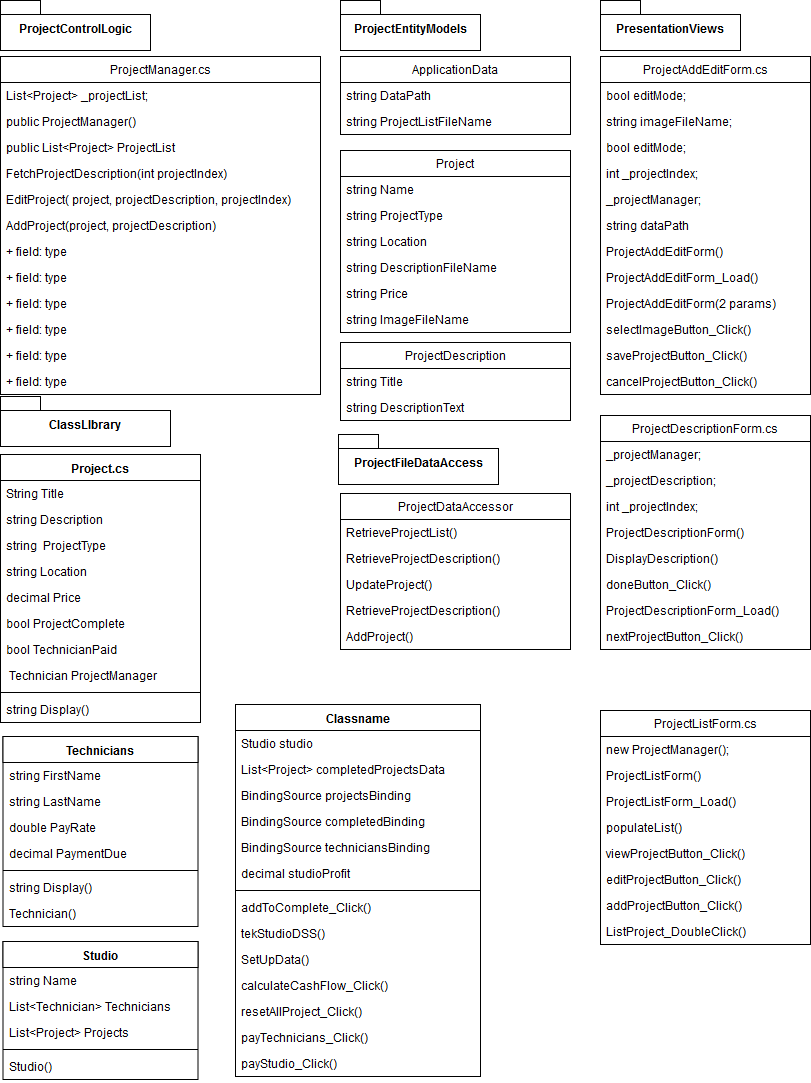 ProjectControlLogic
ProjectManager.cs
List<Project> _projectList;
public ProjectManager()
public List<Project> ProjectList
FetchProjectDescription(int projectIndex)
EditProject( project, projectDescription, projectIndex)
AddProject(project, projectDescription)
+ field: type
+ field: type
+ field: type
+ field: type
+ field: type
+ field: type
ClassLIbrary
Project.cs
String Title
string Description
string  ProjectType
string Location
decimal Price
bool ProjectComplete
bool TechnicianPaid
Technician ProjectManager
string Display()
Technicians
string FirstName
string LastName
double PayRate
decimal PaymentDue
string Display()
Technician()
Studio
string Name
List<Technician> Technicians
List<Project> Projects
Studio()
Classname
Studio studio
List<Project> completedProjectsData
BindingSource projectsBinding
BindingSource completedBinding
BindingSource techniciansBinding
decimal studioProfit
addToComplete_Click()
tekStudioDSS()
SetUpData()
calculateCashFlow_Click()
resetAllProject_Click()
payTechnicians_Click()
payStudio_Click()
ProjectEntityModels
ApplicationData
string DataPath
string ProjectListFileName
Project
string Name
string ProjectType
string Location
string DescriptionFileName
string Price
string ImageFileName
ProjectDescription
string Title
string DescriptionText
ProjectFileDataAccess
ProjectDataAccessor
RetrieveProjectList()
RetrieveProjectDescription()
UpdateProject()
RetrieveProjectDescription()
AddProject()
PresentationViews
ProjectAddEditForm.cs
bool editMode;
string imageFileName;
bool editMode;
int _projectIndex;
_projectManager;
string dataPath
ProjectAddEditForm()
ProjectAddEditForm_Load()
ProjectAddEditForm(2 params)
selectImageButton_Click()
saveProjectButton_Click()
cancelProjectButton_Click()
ProjectDescriptionForm.cs
_projectManager;
_projectDescription;
int _projectIndex;
ProjectDescriptionForm()
DisplayDescription()
doneButton_Click()
ProjectDescriptionForm_Load()
nextProjectButton_Click()
ProjectListForm.cs
new ProjectManager();
ProjectListForm()
ProjectListForm_Load()
populateList()
viewProjectButton_Click()
editProjectButton_Click()
addProjectButton_Click()
ListProject_DoubleClick()